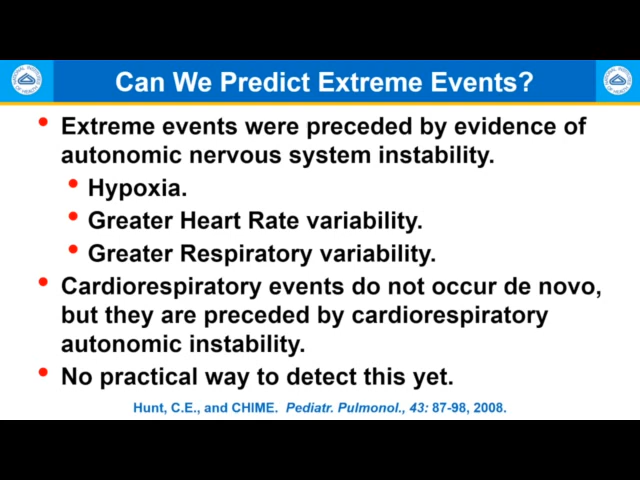 Can We Predict Extreme Events?
• Extreme events were preceded by evidence of
autonomic nervous system instability.
• Hypoxia.
• Greater Heart Rate variability.
• Greater Respiratory variability.
• Cardiorespiratory events do not occur de novo,
but they are preceded by cardiorespiratory
autonomic instability.
• No practical way to detect this yet.
Hunt, C.E., and CHIME. Pediatr. Pulmonol., 43: 87-98, 2008.